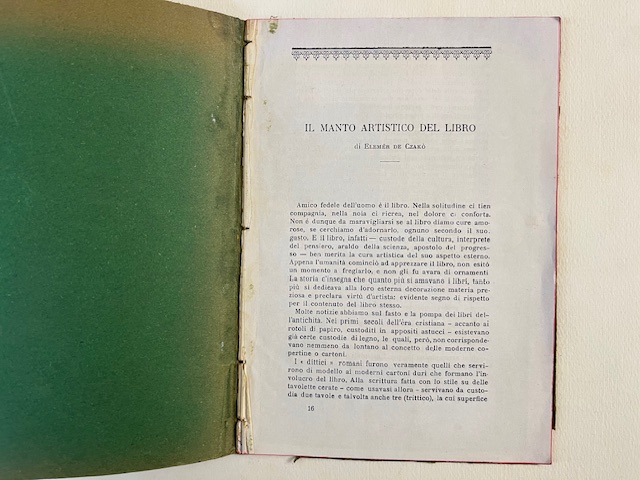 IL MANTO ARTISTICO DEL LIBRO
di Elemér de Czakó
Amico fedele dell'uomo é il libro. Nella solitudine ci tien
compagnia, nella noia ci ricrea, nel dolore ci conforta.
Non é dunque da maravigliarsi se al libro diamo cure amo-
rose, se cerchiamo d'adornarlo, ognuno secondo il suo
gusto. E il libro, infatti — custode della cultura, interprete
del pensiero, araldo della scienza, apostolo del progres-
so — ben merita la cura artistica del suo aspetto esterno.
Appena l'umanità cominciò ad apprezzare il libro, non esitò
un momento a fregiarlo, e non gli fu avara di ornamenti
La storia c'insegna che quanto più si amavano i libri, tanto
più si dedicava alla loro esterna decorazione materia pre-
ziosa e preclara virtù d'artista: evidente segno di rispetto
per il contenuto del libro stesso.
Molte notizie abbiamo sul fasto e la pompa dei libri del-
l'antichità. Nei primi secoli dell'èra cristiana — accanto ai
rotoli di papiro, custoditi in appositi astucci — esistevano
già certe custodie di legno, le quali, però, non corrisponde-
vano nemmeno da lontano al concetto delle moderne co-
pertine o cartoni.
I « dittici » romani furono veramente quelli che servi-
rono di modello ai moderni cartoni duri che formano l'in-
volucro del libro. Alla scrittura fatta con lo stile su delle
tavolette cerate — come usavasi allora — servivano da custo-
dia due tavole e talvolta anche tre (trittico), la cui superfice
16